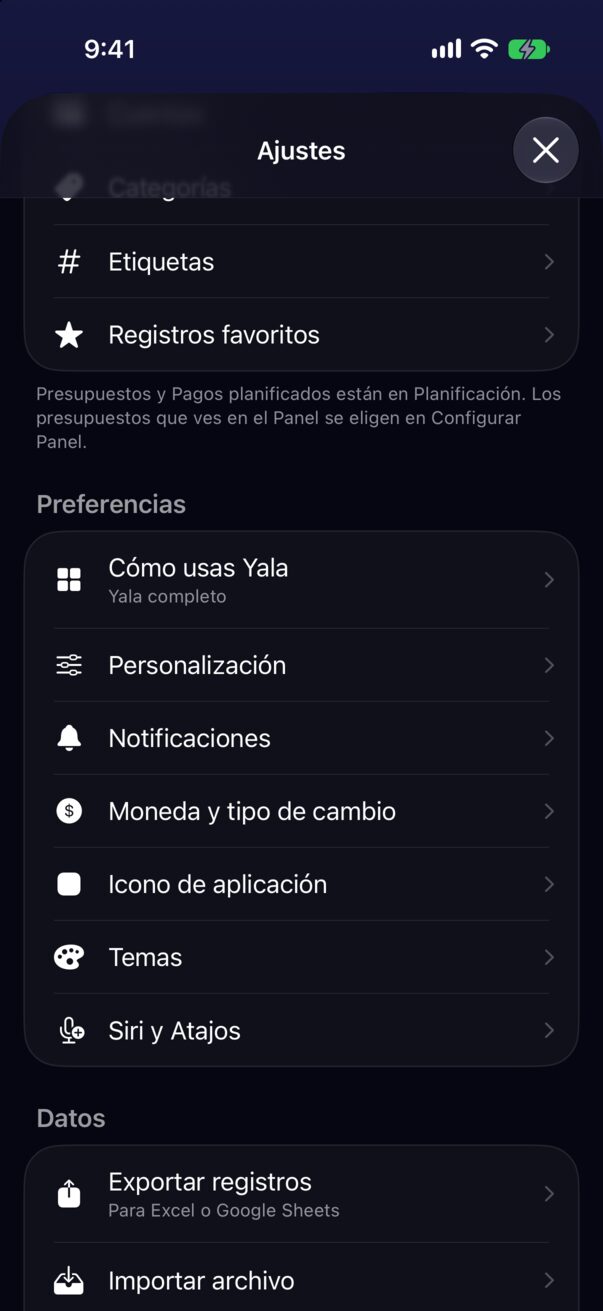 9:41
Ajustes
Categorías
Etiquetas
Registros favoritos
Presupuestos y Pagos planificados están en Planificación. Los
presupuestos que ves en el Panel se eligen en Configurar
Panel.
Preferencias
Cómo usas Yala
Yala completo
Personalización
Notificaciones
$
Moneda y tipo de cambio
Icono de aplicación
Temas
Siri y Atajos
Datos
Exportar registros
Para Excel o Google Sheets
Importar archivo